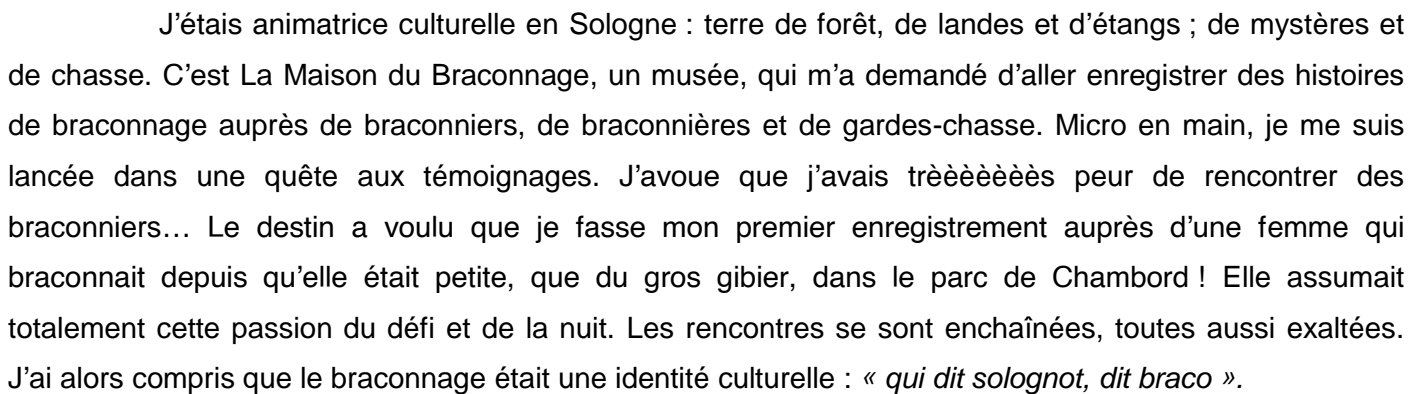 J’étais animatrice culturelle en Sologne : terre de forêt, de landes et d’étangs ; de mystères et
de chasse. C’est La Maison du Braconnage, un musée, qui m’a demandé d’aller enregistrer des histoires
de braconnage auprès de braconniers, de braconnières et de gardes-chasse. Micro en main, je me suis
lancée dans une quête aux témoignages. J’avoue que j’avais trèèèèèèès peur de rencontrer des
braconniers… Le destin a voulu que je fasse mon premier enregistrement auprès d’une femme qui
braconnait depuis qu’elle était petite, que du gros gibier, dans le parc de Chambord ! Elle assumait
totalement cette passion du défi et de la nuit. Les rencontres se sont enchaînées, toutes aussi exaltées.
J’ai alors compris que le braconnage était une identité culturelle : « qui dit solognot, dit braco ».